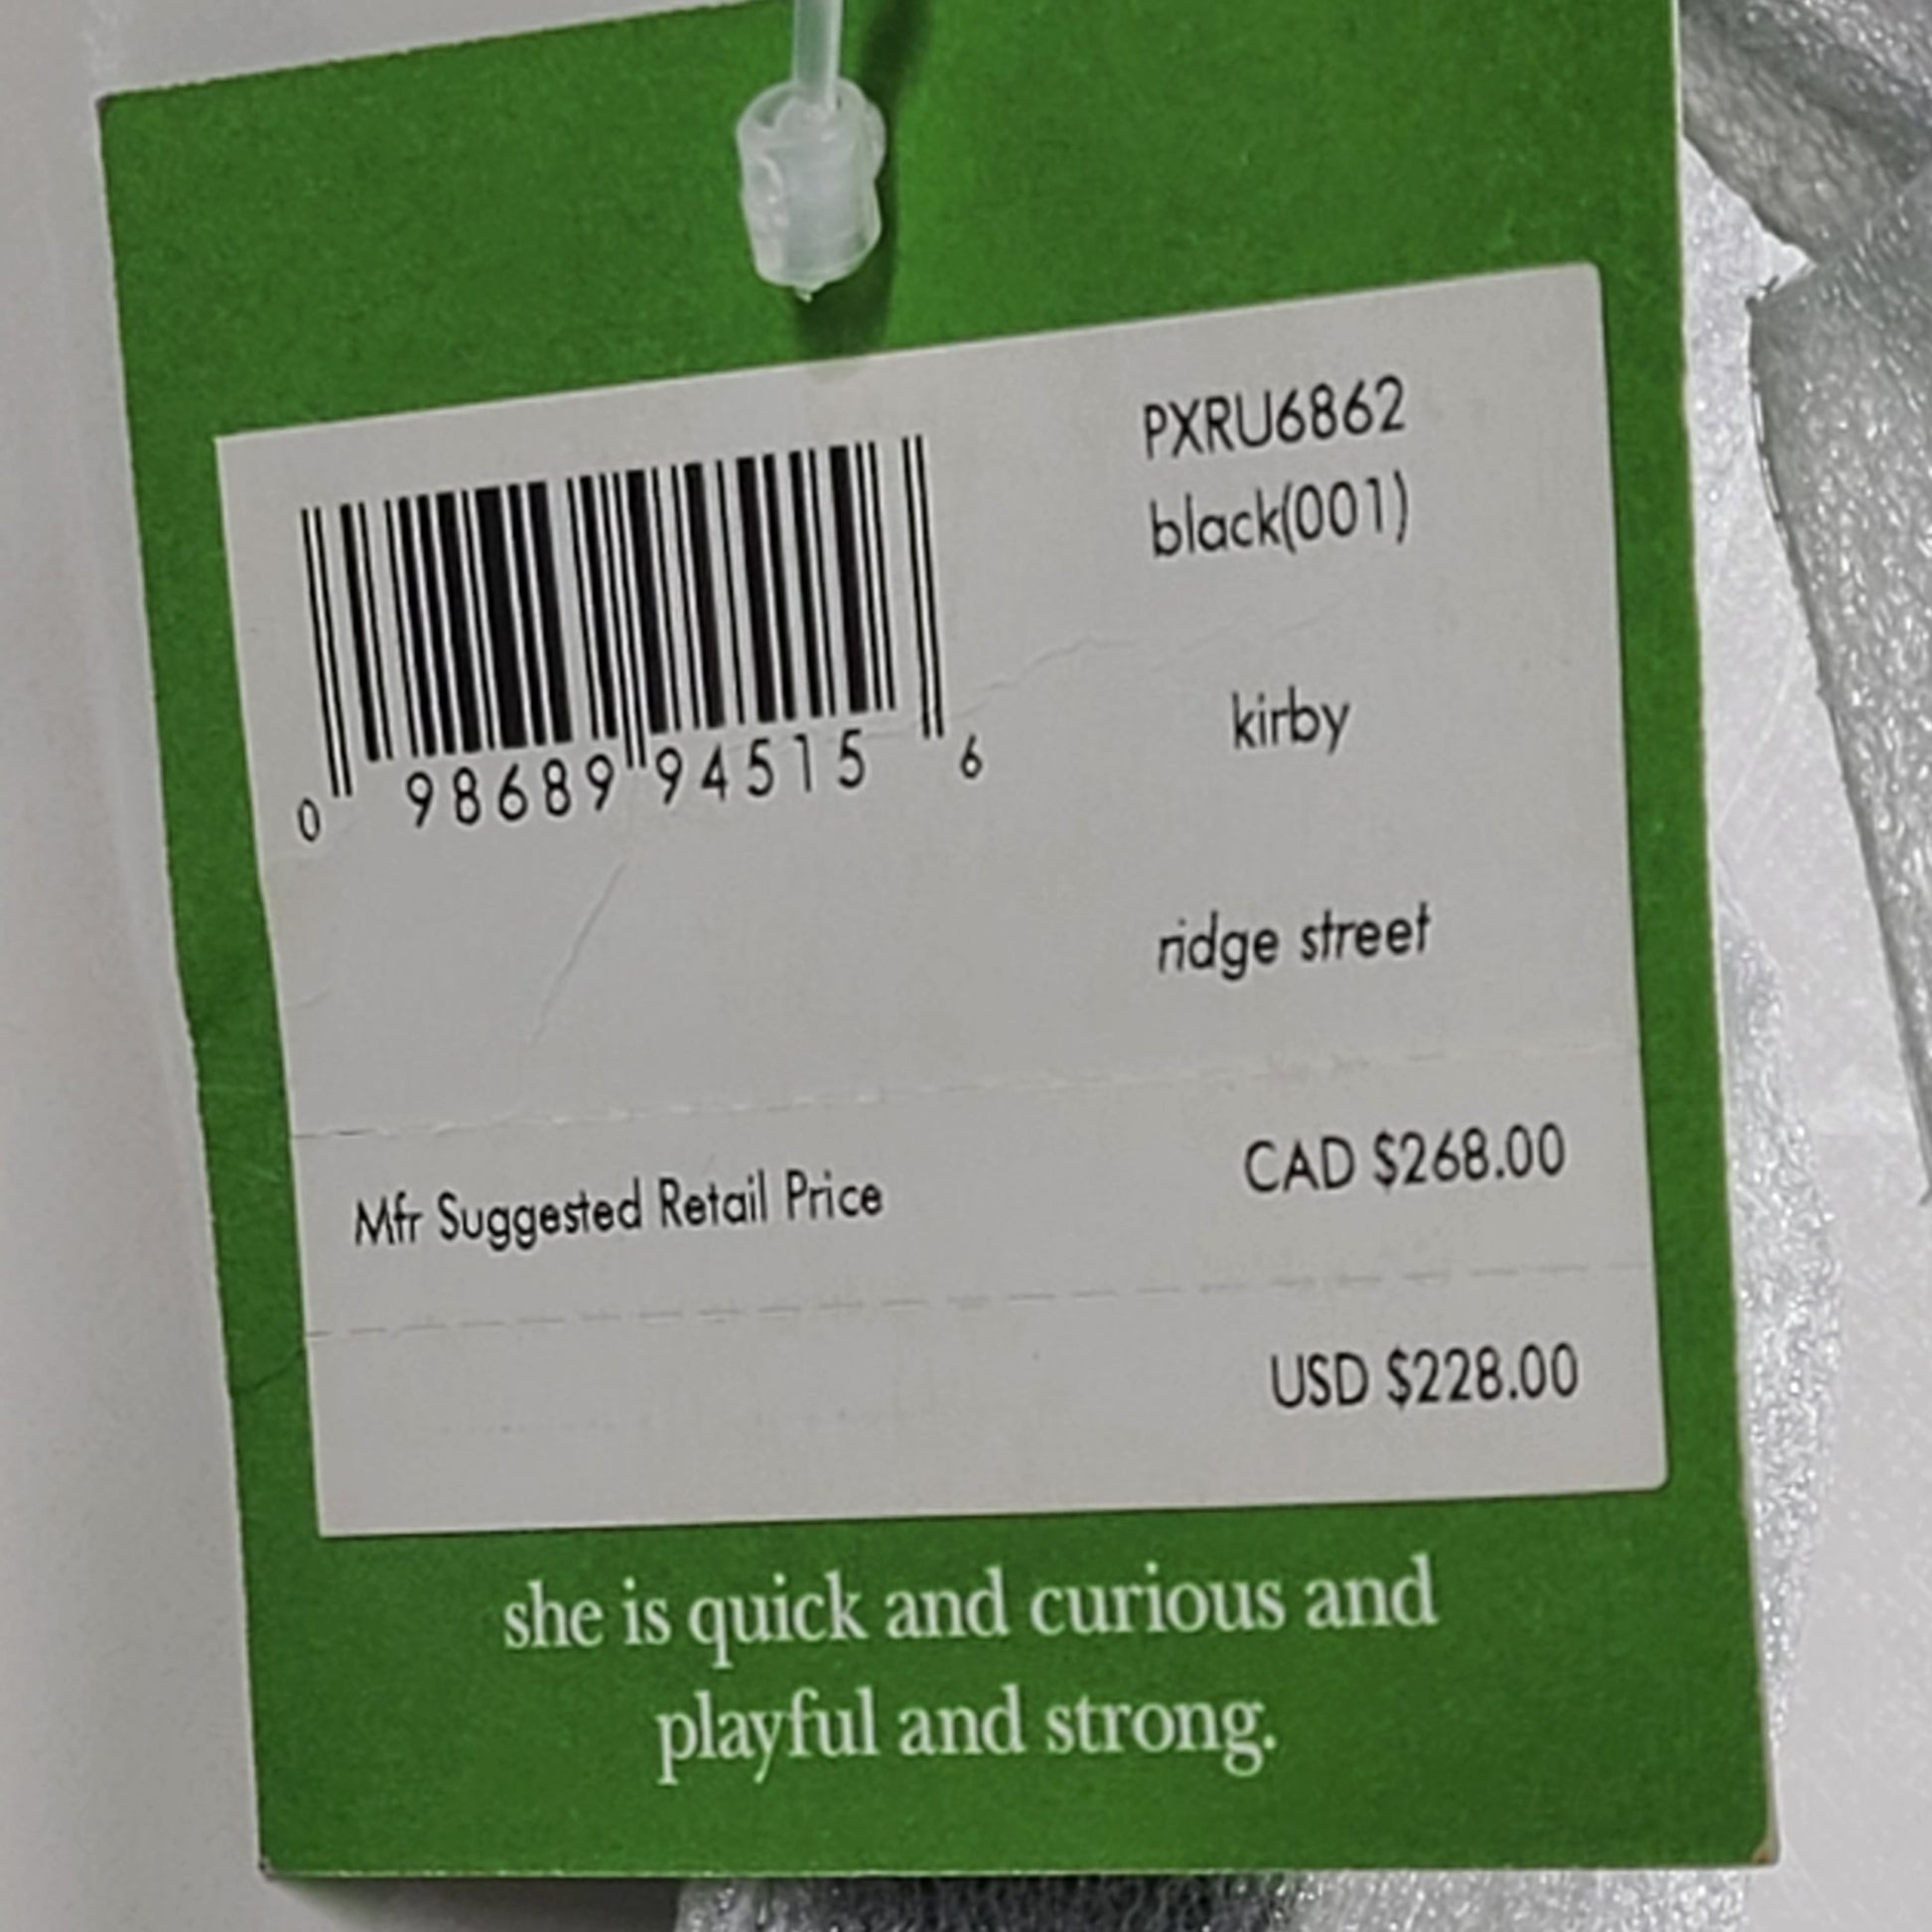 PXRU6862
black(001)
0 98689 94515 6
kirby
ridge street
Mfr Suggested Retail Price CAD $268.00
USD $228.00
she is quick and curious and
playful and strong.